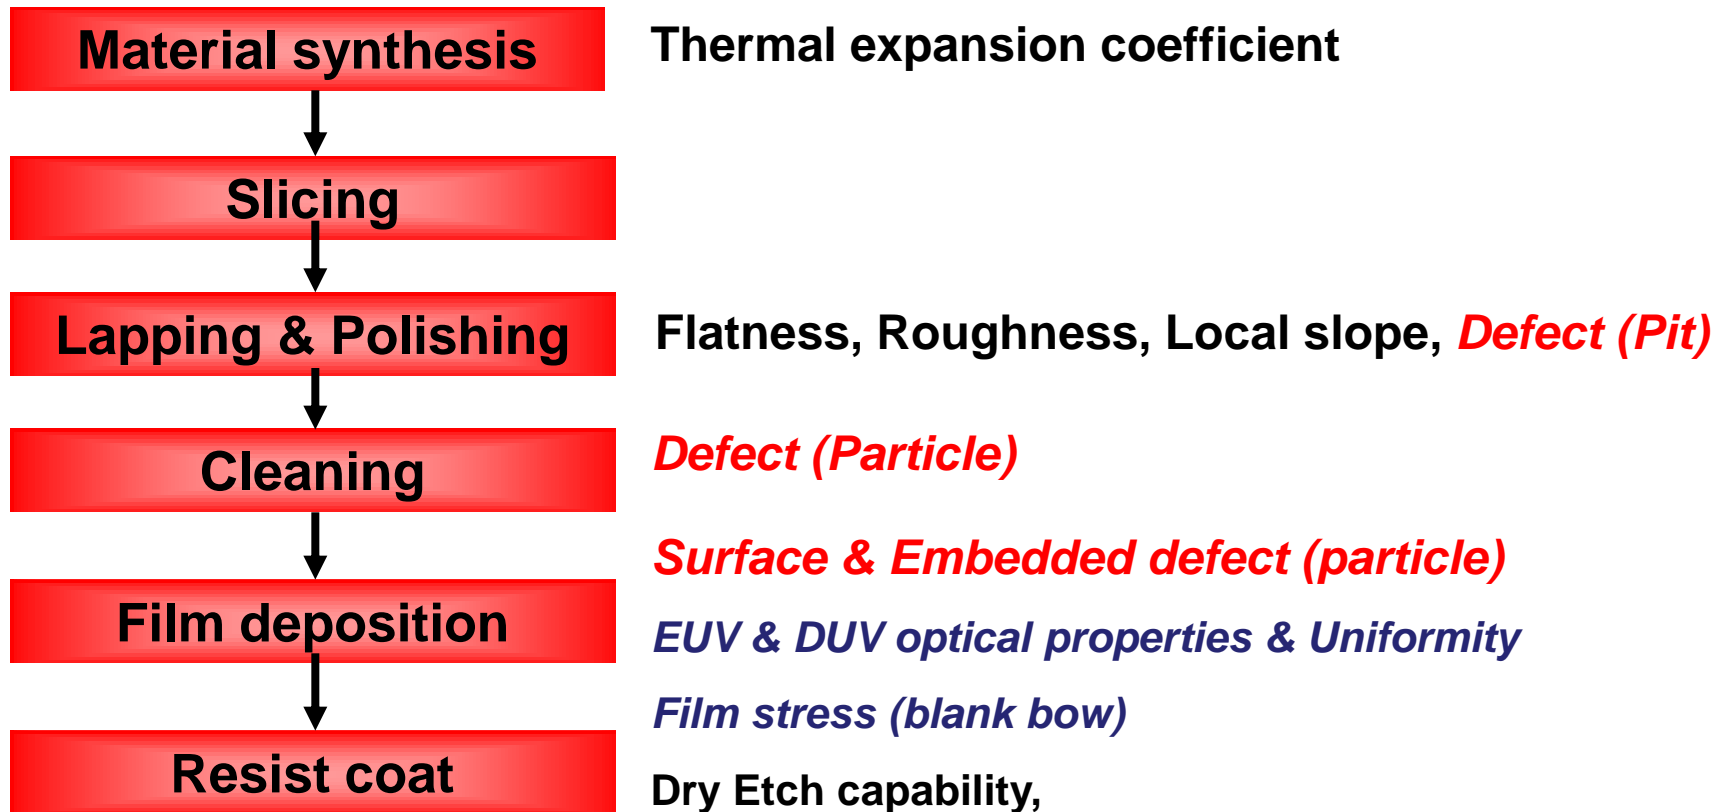 Material synthesis
Thermal expansion coefficient
Slicing
Lapping & Polishing
Flatness, Roughness, Local slope, Defect (Pit)
Cleaning
Defect (Particle)
Surface & Embedded defect (particle)
Film deposition
EUV & DUV optical properties & Uniformity
Film stress (blank bow)
Resist coat
Dry Etch capability,